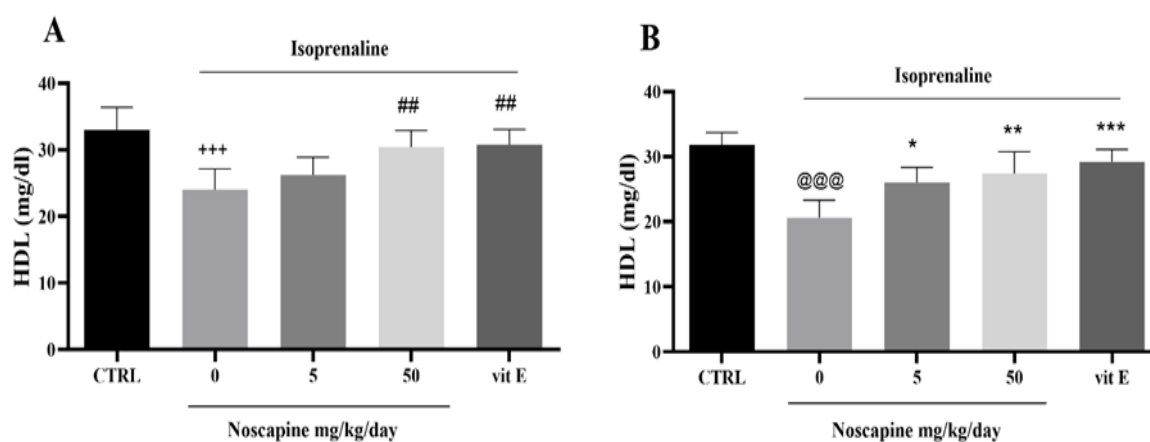 A
Isoprenaline
HDL (mg/dl)
40
30
20
10
0
+++
##
##
CTRL
0
5
50
vit E
Noscapine mg/kg/day
B
Isoprenaline
HDL (mg/dl)
40
30
20
10
0
@@@
*
**
***
CTRL
0
5
50
vit E
Noscapine mg/kg/day